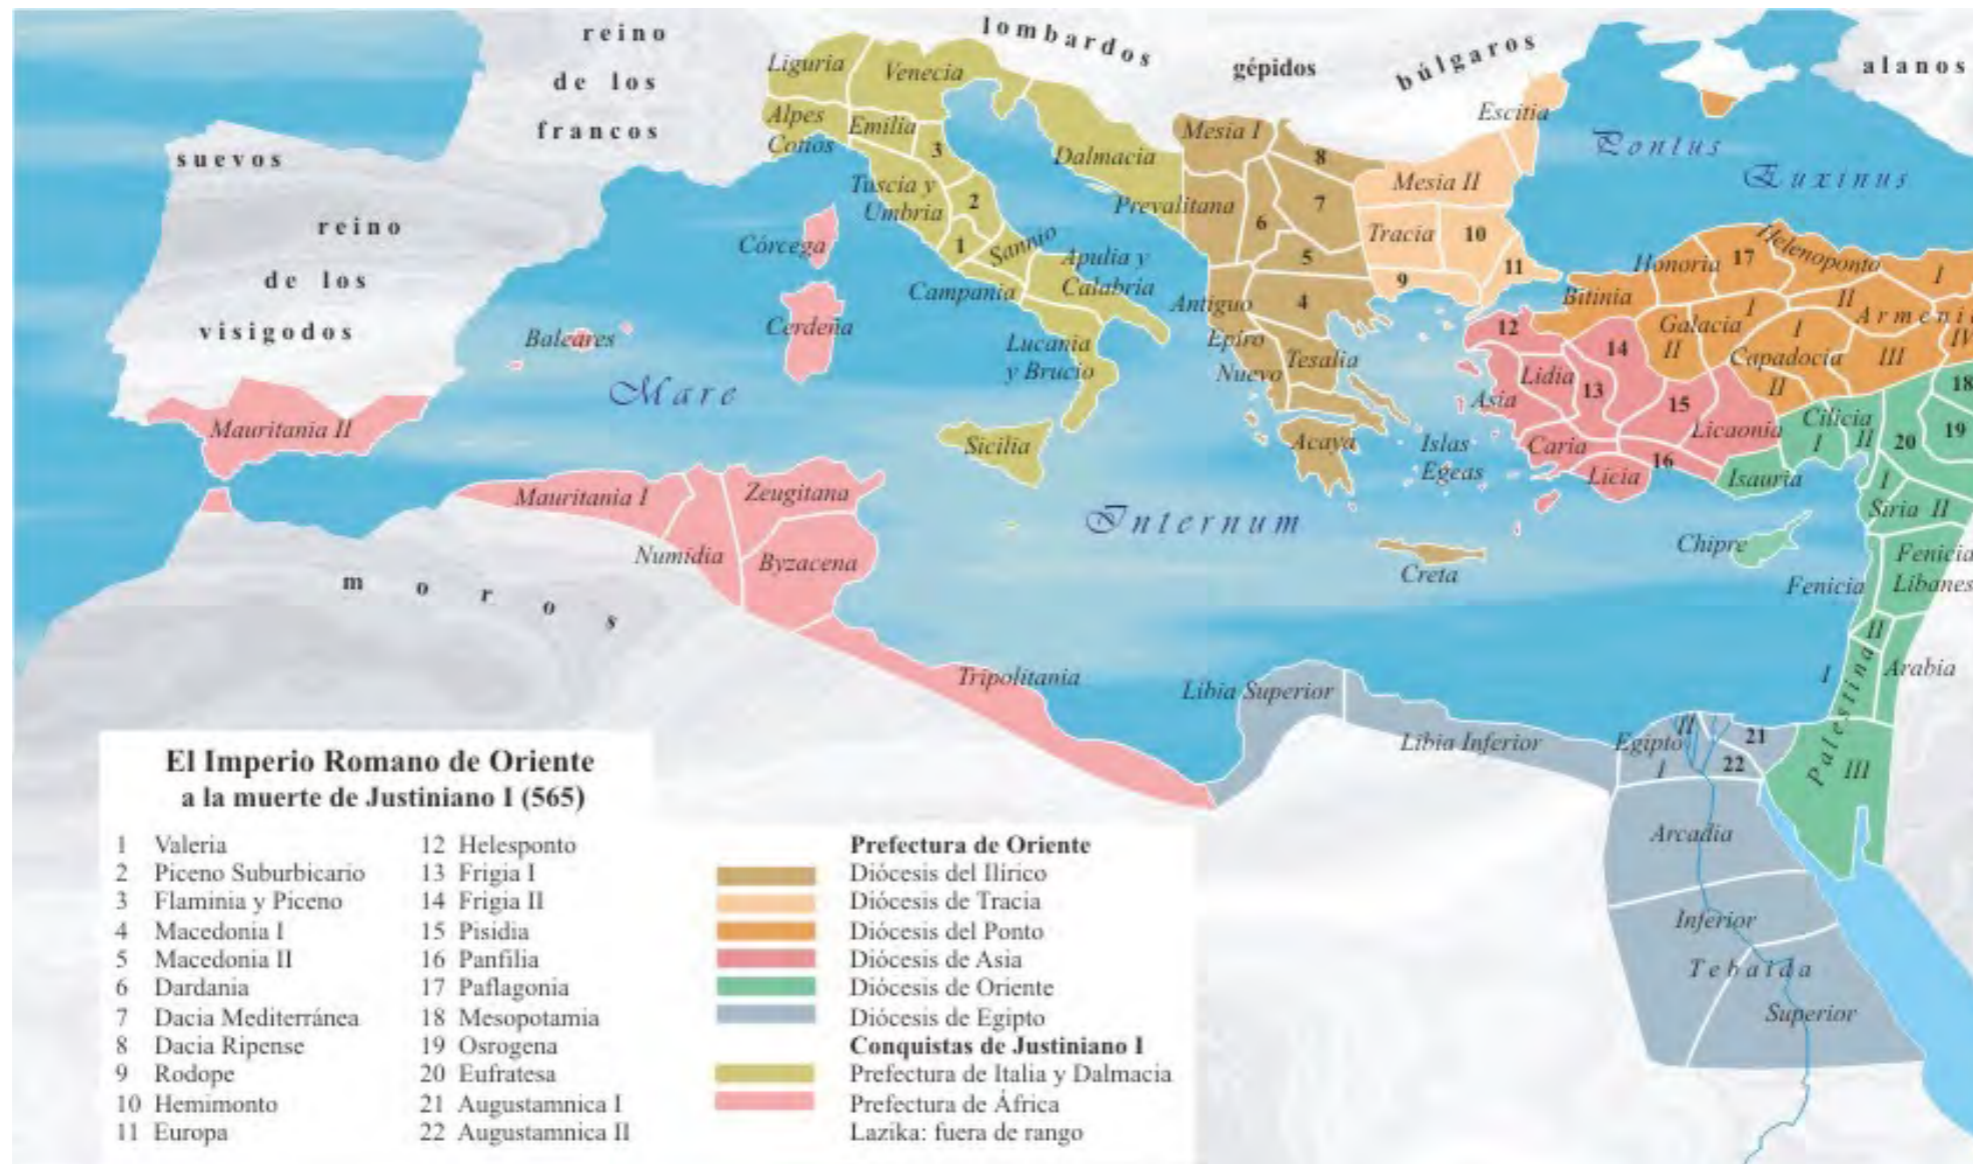 reino
de los
francos
lombardos
gépidos
búlgaros
alanos
suevos
reino
de los
visigodos
Liguria
Venecia
Alpes
Cotios
Emilia
3
Tuscia y
Umbria
2
1
Sannio
Dalmacia
Prevalitana
Apulia y
Calabria
Campania
Lucania
y Brucio
Sicilia
Córcega
Cerdeña
Baleares
Mare
Internum
Mesia I
8
6
7
5
4
Antiguo
Epiro
Nuevo
Tesalia
Acaya
Creta
Islas
Egeas
Escitia
Mesia II
Tracia
10
9
11
Pontus
Euxinus
Honoria
17
Helenoponto
I
Bitinia
Galacia
I
II
II
Armeni
I
Capadocia
II
III
IV
12
14
Lidia
13
Asia
15
Licaonia
Caria
16
Licia
Isauria
Cilicia
I
II
18
19
20
I
Siria II
Chipre
Fenicia
Fenicia
Libanes
II
I
Palestina
III
Arabia
Mauritania II
Mauritania I
Numidia
Zeugitana
Byzacena
moros
Tripolitania
Libia Superior
Libia Inferior
Egipto
II
I
21
22
Arcadia
Inferior
Tebaida
Superior
El Imperio Romano de Oriente
a la muerte de Justiniano I (565)
1 Valeria
2 Piceno Suburbicario
3 Flaminia y Piceno
4 Macedonia I
5 Macedonia II
6 Dardania
7 Dacia Mediterránea
8 Dacia Ripense
9 Rodope
10 Hemimonto
11 Europa
12 Helesponto
13 Frigia I
14 Frigia II
15 Pisidia
16 Panfilia
17 Paflagonia
18 Mesopotamia
19 Osrogena
20 Eufratesa
21 Augustamnica I
22 Augustamnica II
Prefectura de Oriente
Diócesis del Ilírico
Diócesis de Tracia
Diócesis del Ponto
Diócesis de Asia
Diócesis de Oriente
Diócesis de Egipto
Conquistas de Justiniano I
Prefectura de Italia y Dalmacia
Prefectura de África
Lazika: fuera de rango